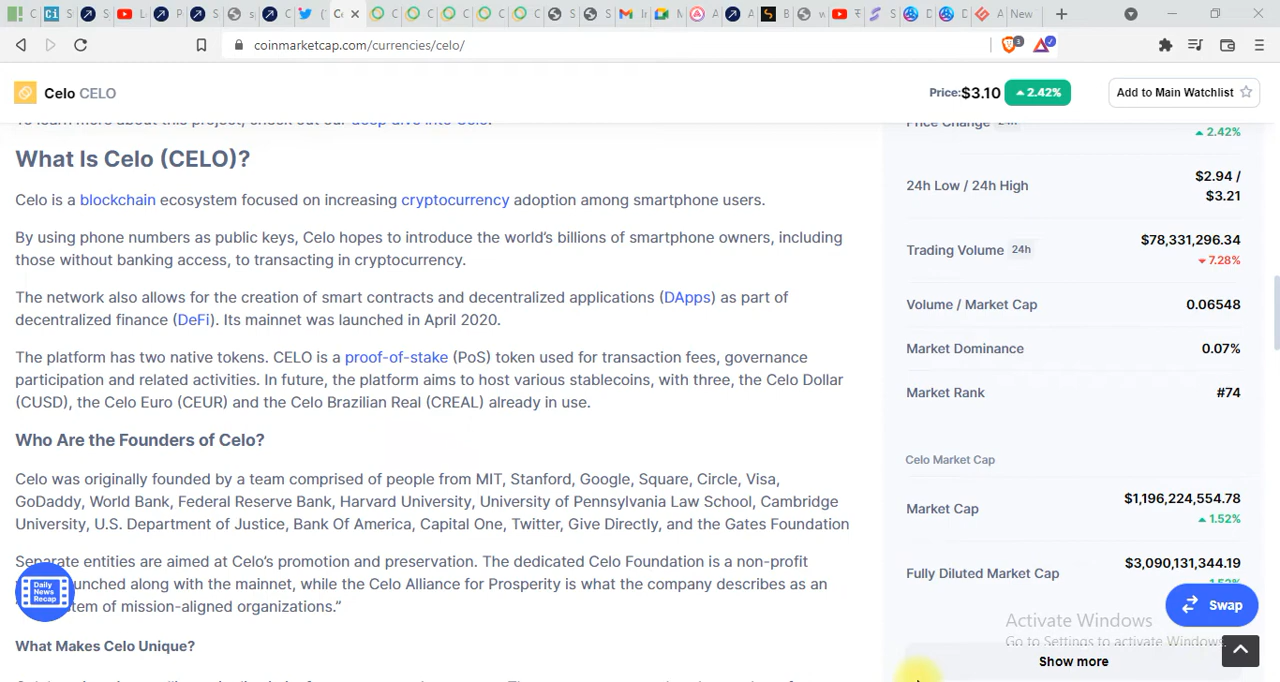 New
coinmarketcap.com/currencies/celo/
Celo CELO
Price:$3.10
2.42%
Add to Main Watchlist
What Is Celo (CELO)?
Celo is a blockchain ecosystem focused on increasing cryptocurrency adoption among smartphone users.
By using phone numbers as public keys, Celo hopes to introduce the world's billions of smartphone owners, including
those without banking access, to transacting in cryptocurrency.
The network also allows for the creation of smart contracts and decentralized applications (DApps) as part of
decentralized finance (DeFi). Its mainnet was launched in April 2020.
The platform has two native tokens. CELO is a proof-of-stake (PoS) token used for transaction fees, governance
participation and related activities. In future, the platform aims to host various stablecoins, with three, the Celo Dollar
(CUSD), the Celo Euro (CEUR) and the Celo Brazilian Real (CREAL) already in use.
Who Are the Founders of Celo?
Celo was originally founded by a team comprised of people from MIT, Stanford, Google, Square, Circle, Visa,
GoDaddy, World Bank, Federal Reserve Bank, Harvard University, University of Pennsylvania Law School, Cambridge
University, U.S. Department of Justice, Bank Of America, Capital One, Twitter, Give Directly, and the Gates Foundation
Separate entities are aimed at Celo's promotion and preservation. The dedicated Celo Foundation is a non-profit
launched along with the mainnet, while the Celo Alliance for Prosperity is what the company describes as an
of mission-aligned organizations."
What Makes Celo Unique?
Daily
News
Recap
Price Change 24h
2.42%
24h Low / 24h High
$2.94 /
$3.21
Trading Volume 24h
$78,331,296.34
7.28%
Volume / Market Cap
0.06548
Market Dominance
0.07%
Market Rank
#74
Celo Market Cap
Market Cap
$1,196,224,554.78
1.52%
Fully Diluted Market Cap
$3,090,131,344.19
1.52%
Swap
Activate Windows
Go to Settings to activate Windows.
Show more